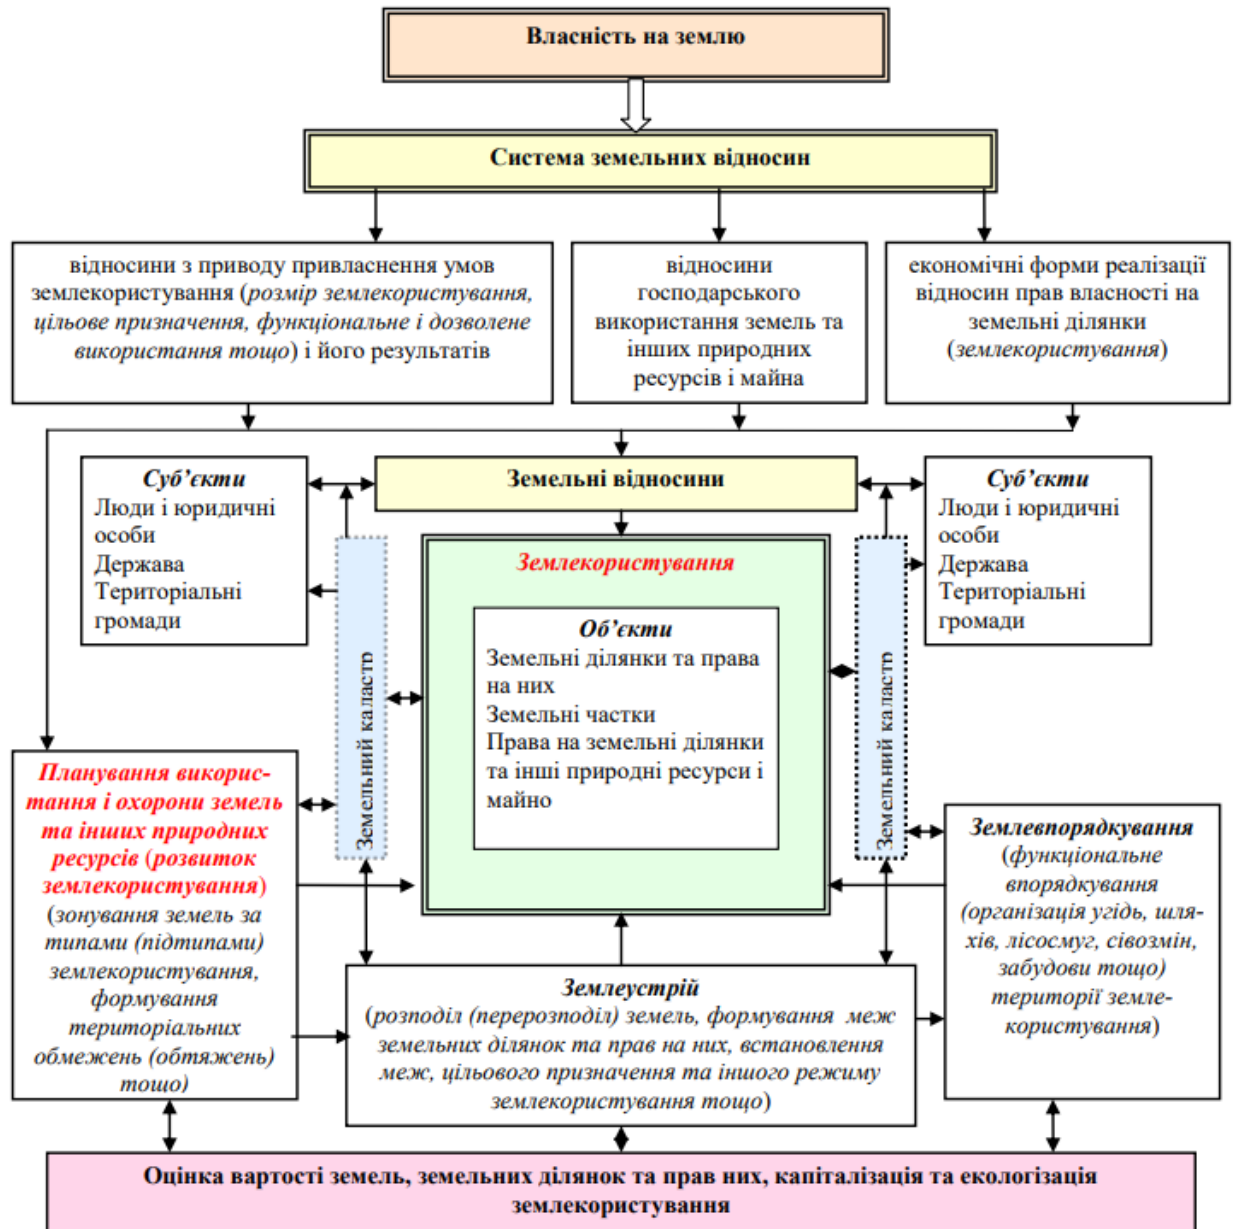 Власність на землю
Система земельних відносин
відносини з приводу привласнення умов
землекористування (розмір землекористування,
цільове призначення, функціональне і дозволене
використання тощо) і його результатів
відносини
господарського
використання земель та
інших природних
ресурсів і майна
економічні форми реалізації
відносин прав власності на
земельні ділянки
(землекористування)
Суб’єкти
Люди і юридичні
особи
Держава
Територіальні
громади
Земельні відносини
Суб’єкти
Люди і юридичні
особи
Держава
Територіальні
громади
Земельний кадастр
Землекористування
Об’єкти
Земельні ділянки та права
на них
Земельні частки
Права на земельні ділянки
та інші природні ресурси і
майно
Земельний кадастр
Планування викорис-
тання і охорони земель
та інших природних
ресурсів (розвиток
землекористування)
(зонування земель за
типами (підтипами)
землекористування,
формування
територіальних
обмежень (обтяжень)
тощо)
Землеустрій
(розподіл (перерозподіл) земель, формування меж
земельних ділянок та прав на них, встановлення
меж, цільового призначення та іншого режиму
землекористування тощо)
Землевпорядкування
(функціональне
впорядкування
(організація угідь, шля-
хів, лісосмуг, сівозмін,
забудови тощо)
території земле-
користування)
Оцінка вартості земель, земельних ділянок та прав них, капіталізація та екологізація
землекористування